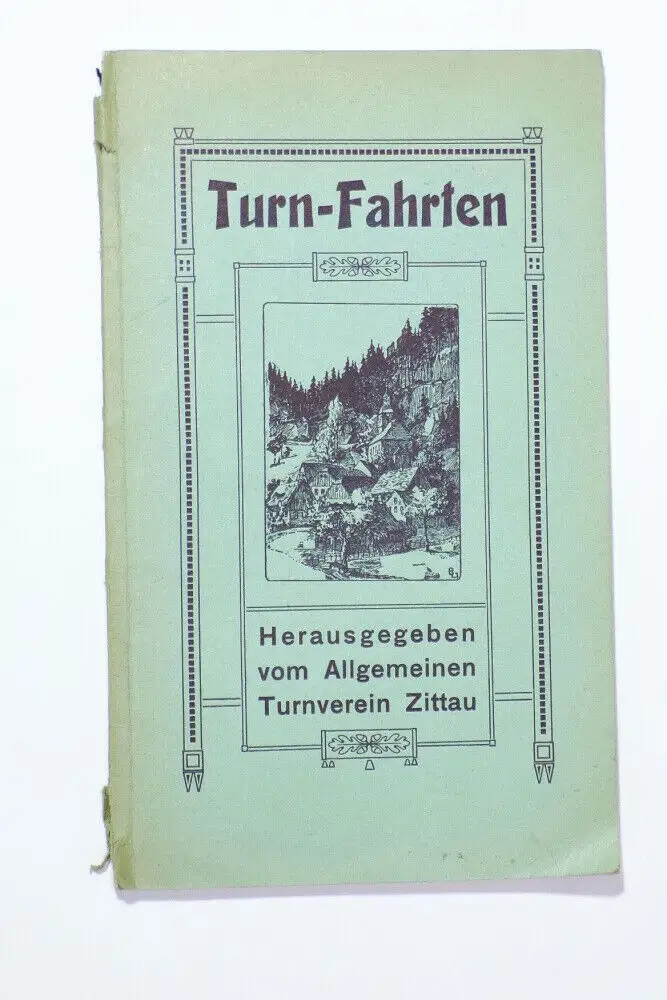 Turn-Fahrten
Herausgegeben
vom Allgemeinen
Turnverein Zittau